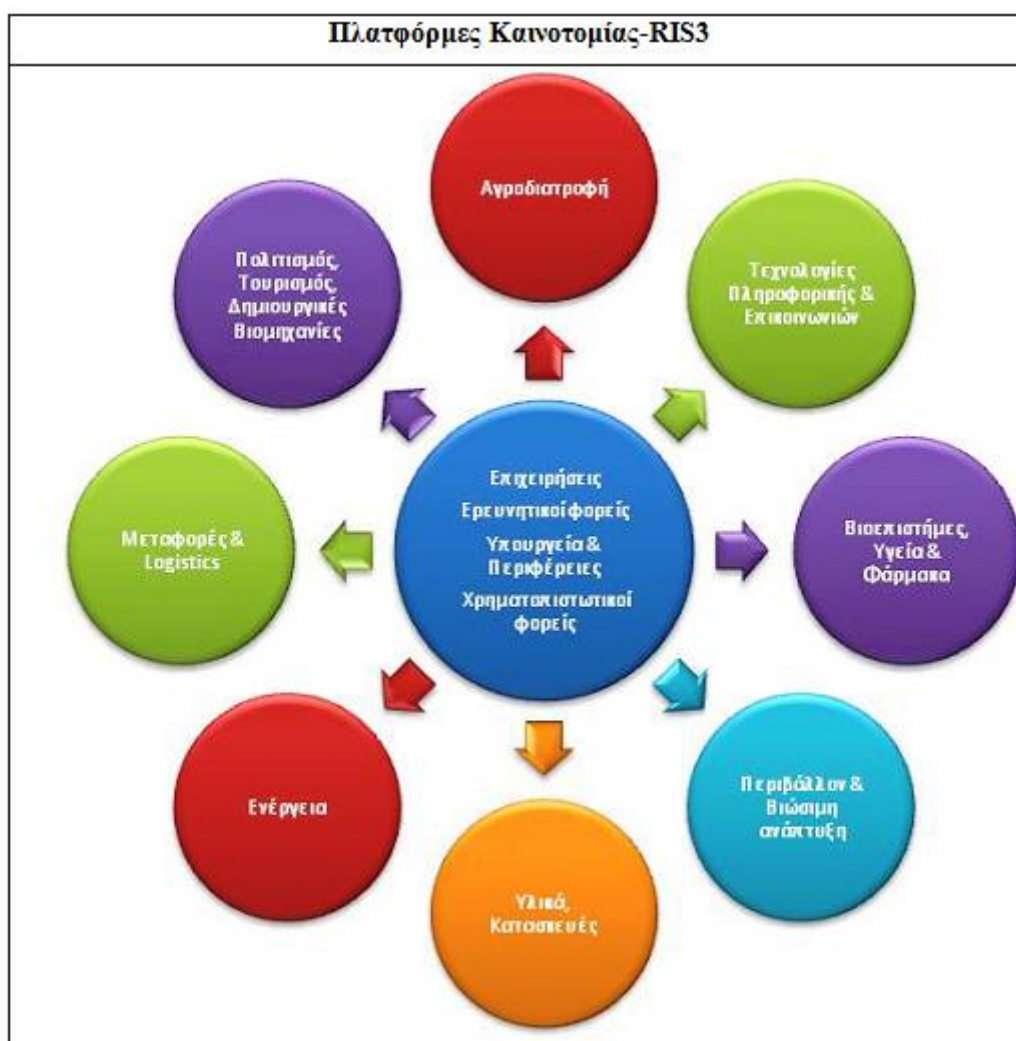 Πλατφόρμες Καινοτομίας-RIS3
Αγροδιατροφή
Τεχνολογίες
Πληροφορικής &
Επικοινωνιών
Βιοεπιστήμες,
Υγεία &
Φάρμακα
Περιβάλλον &
Βιώσιμη
ανάπτυξη
Υλικά,
Κατασκευές
Ενέργεια
Μεταφορές &
Logistics
Πολιτισμός,
Τουρισμός,
Δημιουργικές
Βιομηχανίες
Επιχειρήσεις
Ερευνητικοί φορείς
Υπουργεία &
Περιφέρειες
Χρηματοπιστωτικοί
φορείς